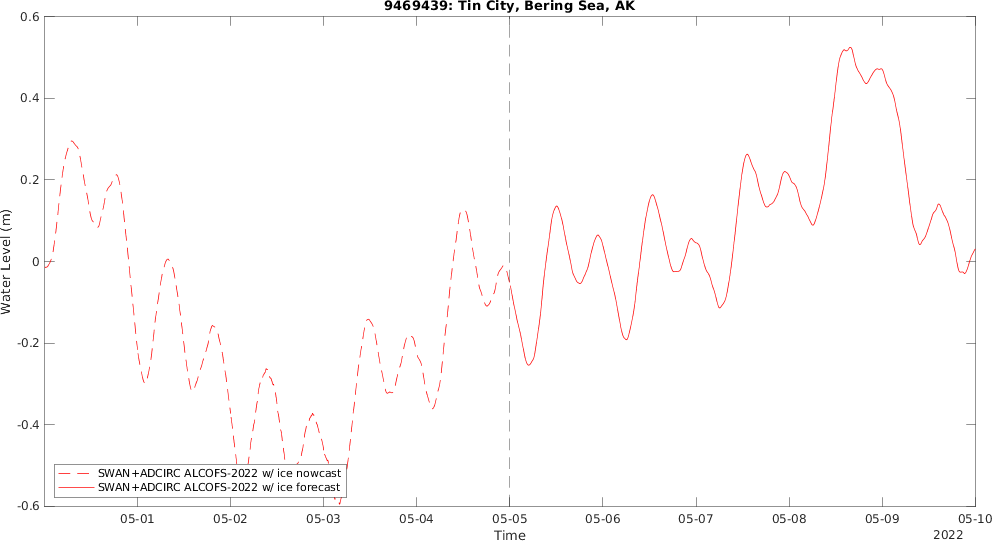 9469439: Tin City, Bering Sea, AK
Water Level (m)
0.6
0.4
0.2
0
-0.2
-0.4
-0.6
SWAN+ADCIRC ALCOFS-2022 w/ ice nowcast
SWAN+ADCIRC ALCOFS-2022 w/ ice forecast
05-01 05-02 05-03 05-04 05-05 05-06 05-07 05-08 05-09 05-10
Time
2022